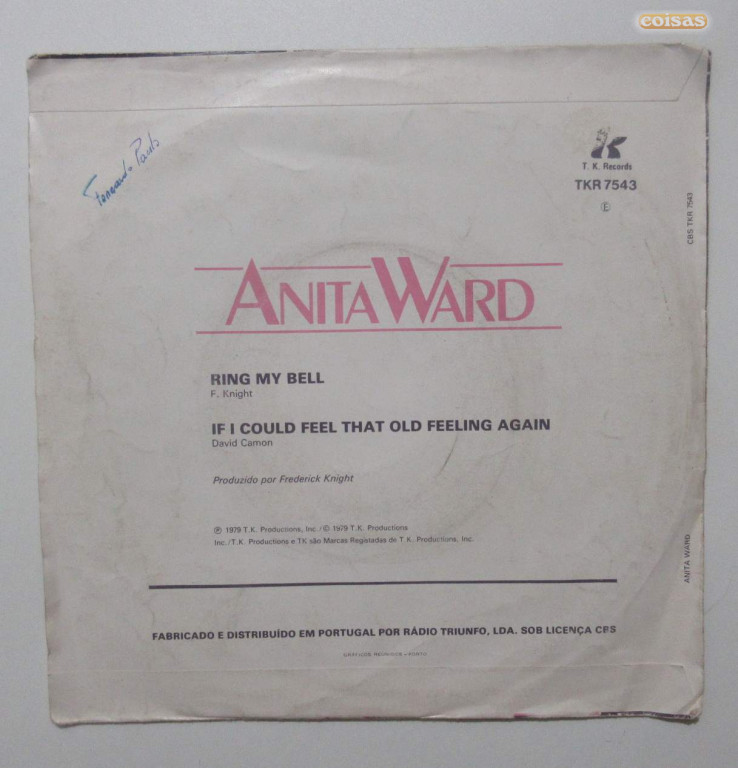 coisas
Fernando Paulo
T. K. Records
TKR 7543
E
CBS TKR 7543
ANITA WARD
RING MY BELL
F. Knight
IF I COULD FEEL THAT OLD FEELING AGAIN
David Camon
Produzido por Frederick Knight
℗ 1979 T.K. Productions, Inc./© 1979 T.K. Productions
Inc./T.K. Productions e TK são Marcas Registadas de T.K. Productions, Inc.
ANITA WARD
FABRICADO E DISTRIBUÍDO EM PORTUGAL POR RÁDIO TRIUNFO, LDA. SOB LICENÇA CBS